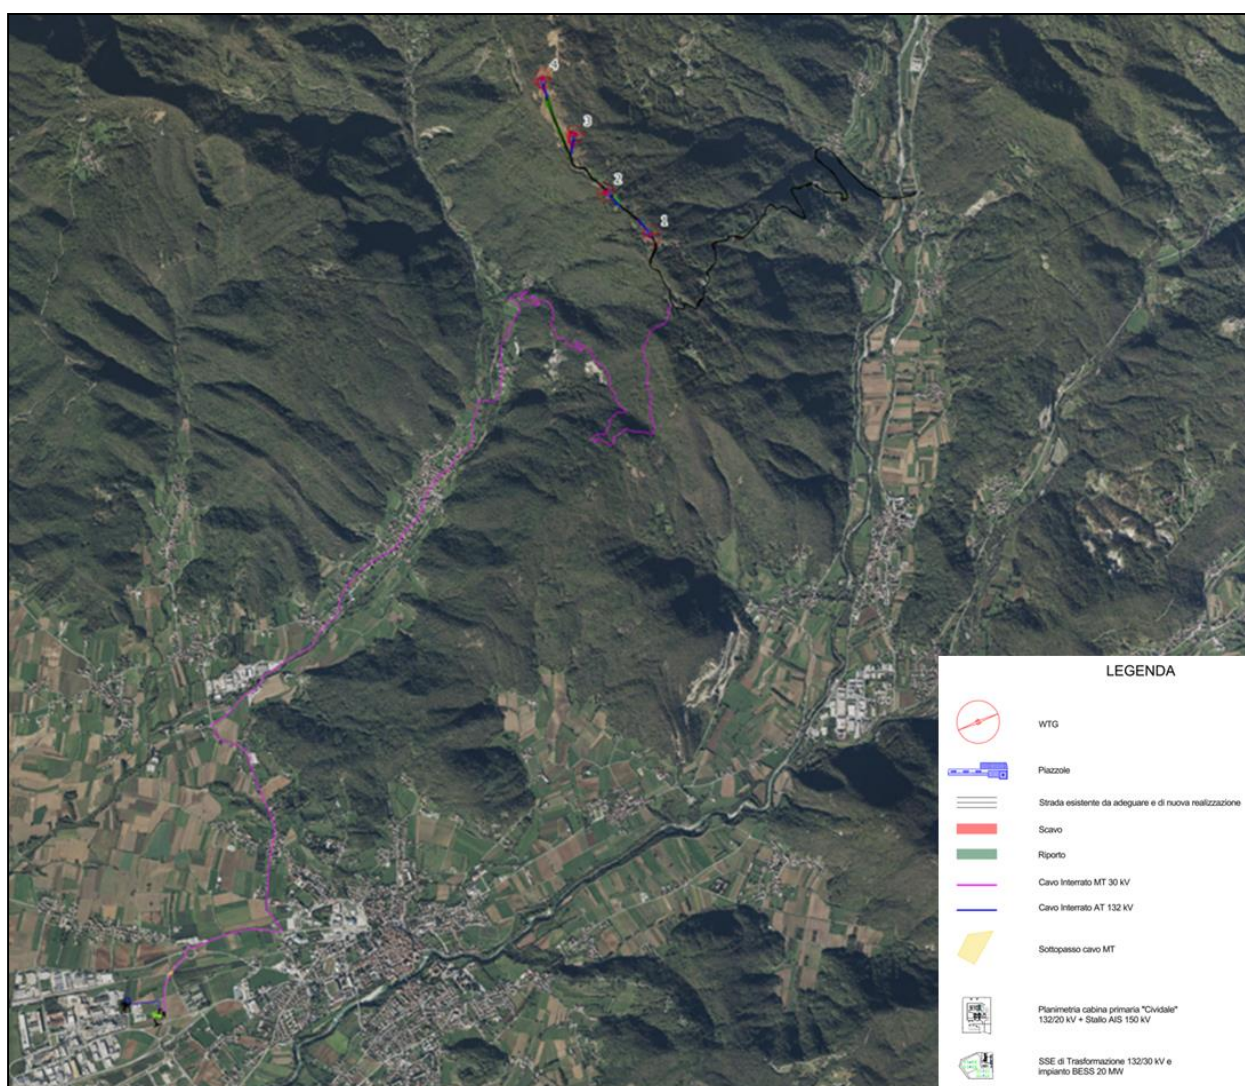 4
3
2
1
LEGENDA
WTG
Piazzole
Strada esistente da adeguare e di nuova realizzazione
Scavo
Riporto
Cavo Interrato MT 30 kV
Cavo Interrato AT 132 kV
Sottopasso cavo MT
Planimetria cabina primaria "Cividale"
132/20 kV + Stallo AIS 150 kV
SSE di Trasformazione 132/30 kV e
impianto BESS 20 MW